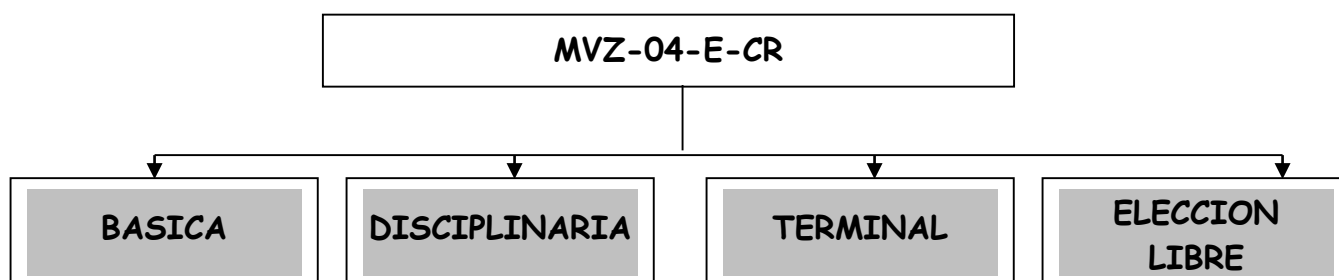 MVZ-04-E-CR
BASICA
DISCIPLINARIA
TERMINAL
ELECCION
LIBRE